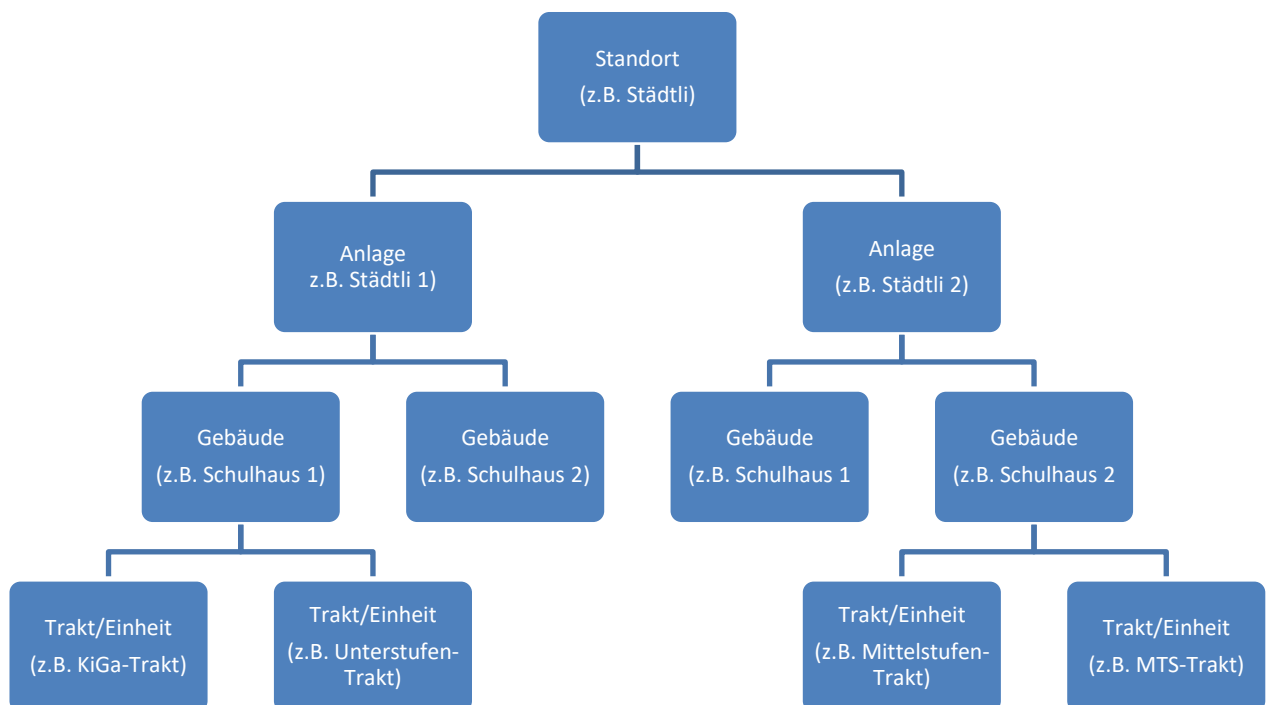 Standort
(z.B. Städtli)
Anlage
z.B. Städtli 1)
Anlage
(z.B. Städtli 2)
Gebäude
(z.B. Schulhaus 1)
Gebäude
(z.B. Schulhaus 2)
Gebäude
(z.B. Schulhaus 1
Gebäude
(z.B. Schulhaus 2
Trakt/Einheit
(z.B. KiGa-Trakt)
Trakt/Einheit
(z.B. Unterstufen-
Trakt)
Trakt/Einheit
(z.B. Mittelstufen-
Trakt)
Trakt/Einheit
(z.B. MTS-Trakt)